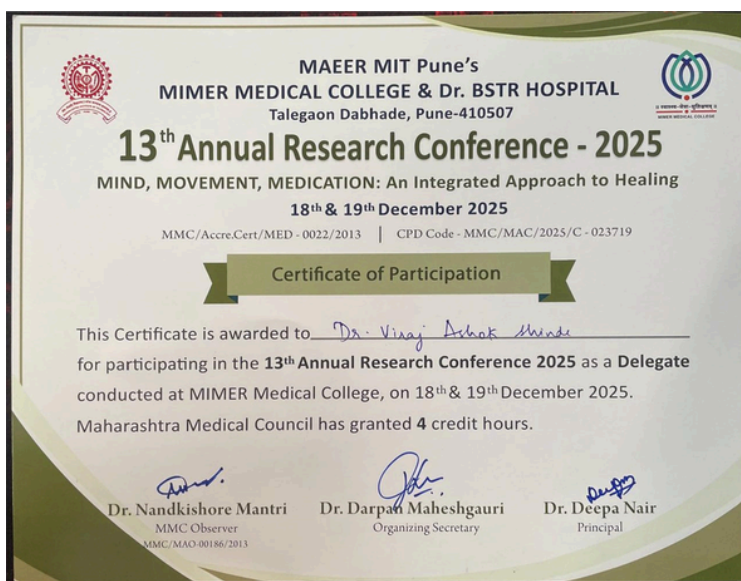 MAEER MIT Pune's
MIMER MEDICAL COLLEGE & Dr. BSTR HOSPITAL
Talegaon Dabhade, Pune-410507
13th Annual Research Conference - 2025
MIND, MOVEMENT, MEDICATION: An Integrated Approach to Healing
18th & 19th December 2025
MMC/Accre.Cert/MED - 0022/2013 | CPD Code - MMC/MAC/2025/C - 023719
Certificate of Participation
This Certificate is awarded to Dr. Viraj Ashok Shinde
for participating in the 13th Annual Research Conference 2025 as a Delegate
conducted at MIMER Medical College, on 18th & 19th December 2025.
Maharashtra Medical Council has granted 4 credit hours.
Dr. Nandkishore Mantri Dr. Darpan Maheshgauri Dr. Deepa Nair
MMC Observer Organizing Secretary Principal
MMC/MAO-00186/2013
MIMER MEDICAL COLLEGE